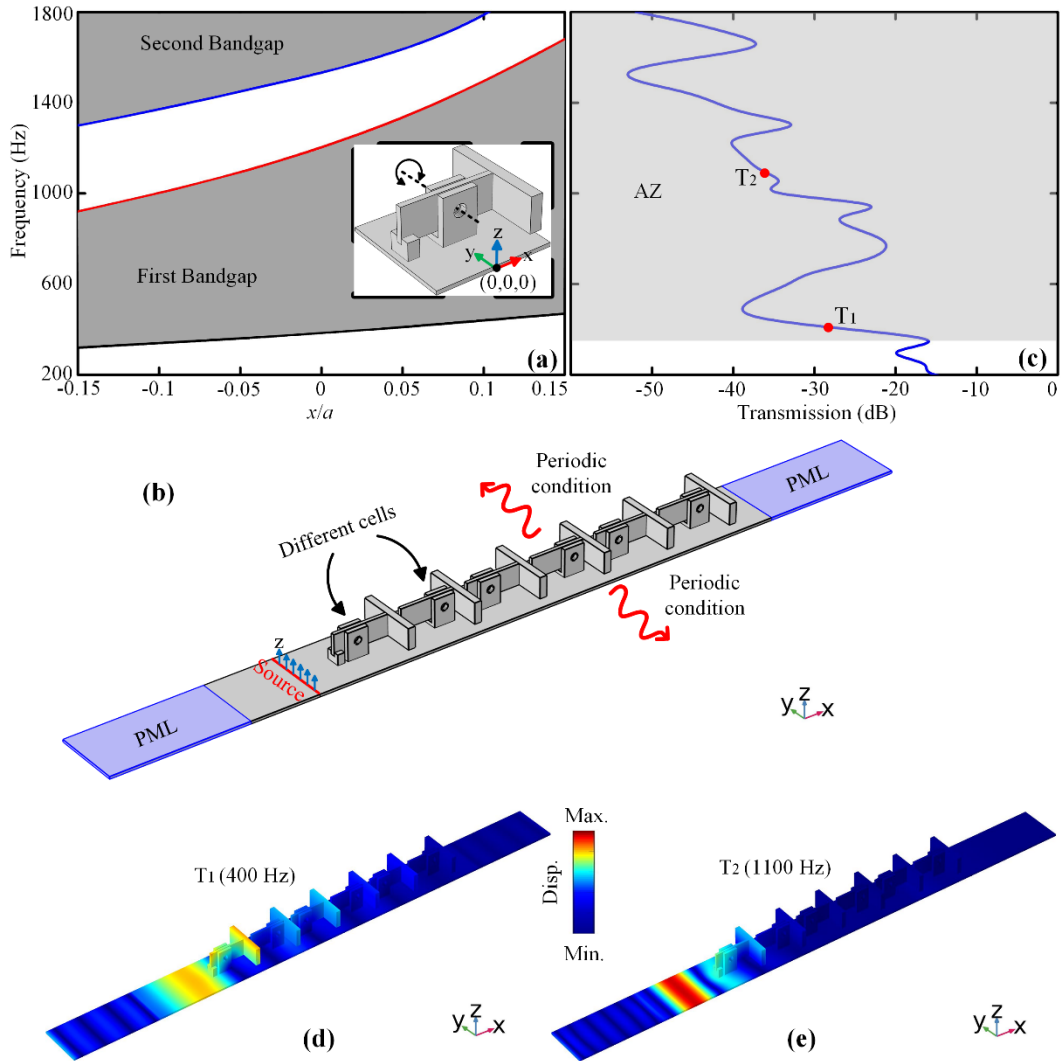 1800
1400
1000
600
200
Frequency (Hz)
Second Bandgap
First Bandgap
z
y
x
(0,0,0)
(a)
-0.15
-0.1
0
0.05
0.1
0.15
x/a
AZ
T2
T1
(c)
-50
-40
-30
-20
-10
0
Transmission (dB)
(b)
Periodic
condition
PML
Different cells
Periodic
condition
z
Source
PML
y z x
T1 (400 Hz)
Max.
Disp.
Min.
T2 (1100 Hz)
(d)
y z x
(e)
y z x